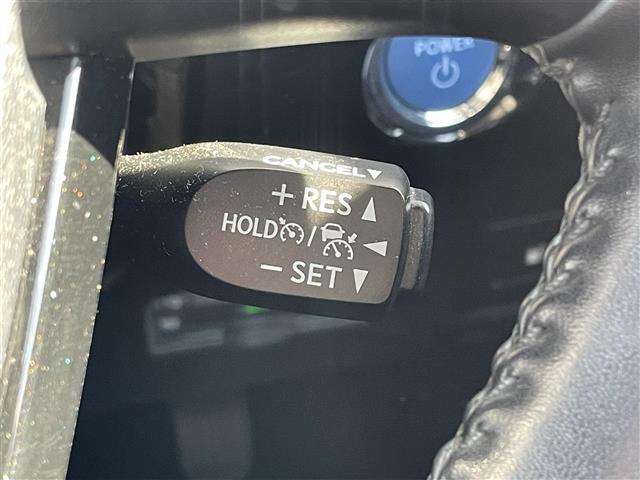 POWER
CANCEL▼
+ RES ▲
HOLD / ◀
− SET ▼